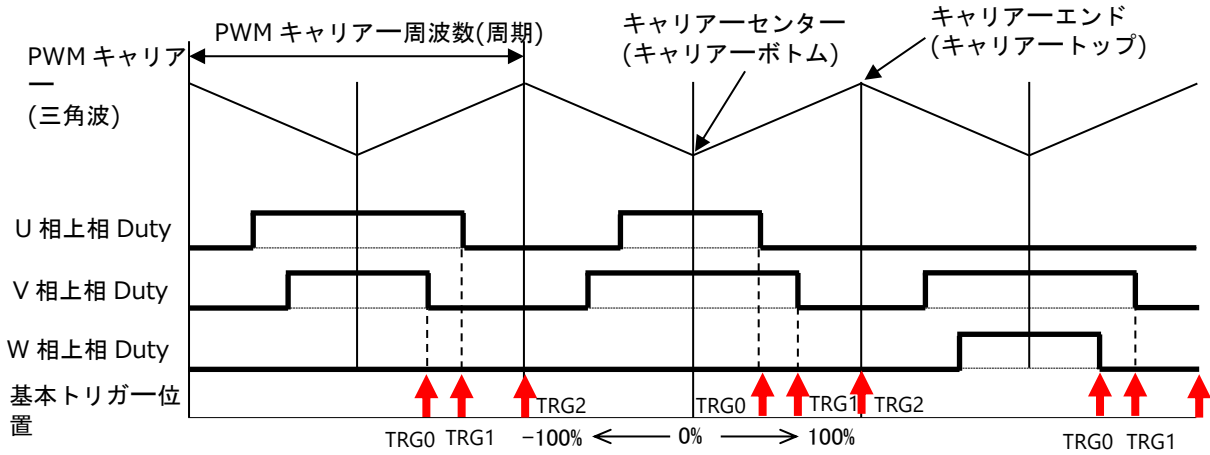 PWM キャリアー周波数(周期)
キャリアーセンター
(キャリアーボトム)
キャリアーエンド
(キャリアートップ)
PWM キャリア
ー
(三角波)
U 相上相 Duty
V 相上相 Duty
W 相上相 Duty
基本トリガー位
置
TRG0 TRG1
TRG2
TRG0
TRG1
TRG2
TRG0 TRG1
-100%
0%
100%